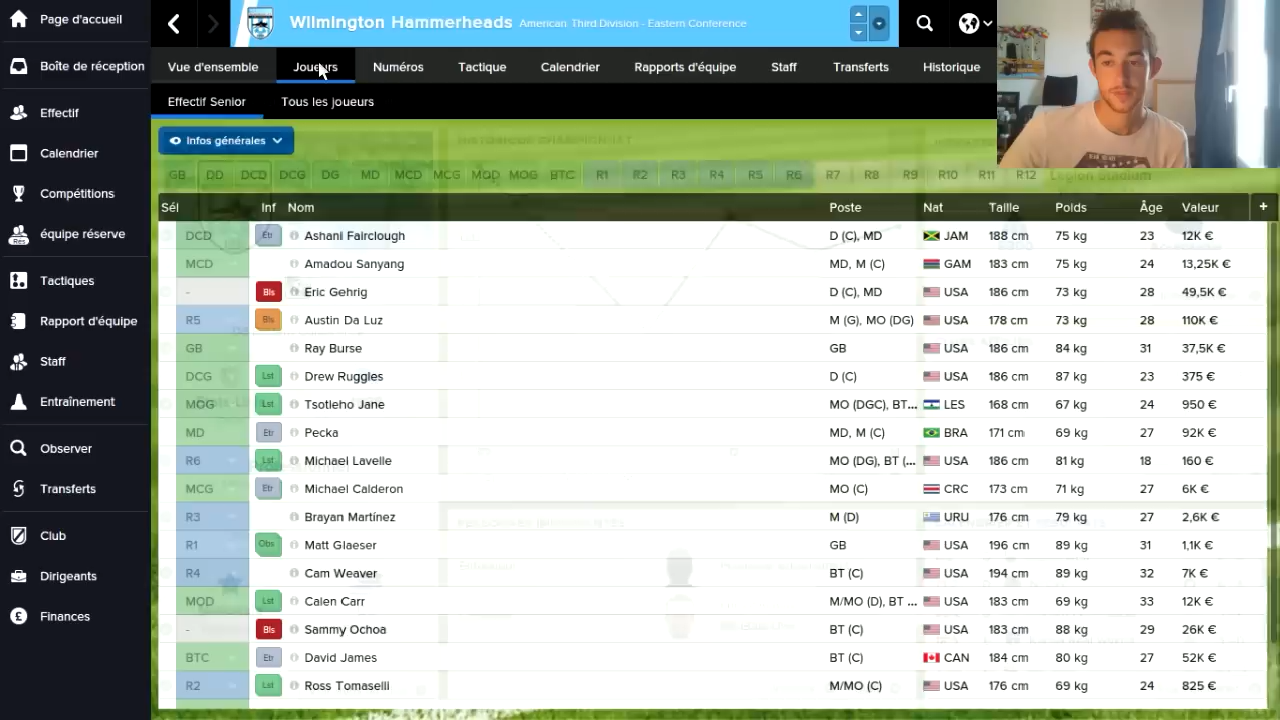 Page d'accueil
Boîte de réception
Effectif
Calendrier
Compétitions
équipe réserve
Tactiques
Rapport d'équipe
Staff
Entraînement
Observer
Transferts
Club
Dirigeants
Finances
Wilmington Hammerheads American Third Division - Eastern Conference
Vue d'ensemble Joueurs Numéros Tactique Calendrier Rapports d'équipe Staff Transferts Historique
Effectif Senior Tous les joueurs
Infos générales
GB DD DCD DCG DG MD MCD MCG MOD MOG BTC R1 R2 R3 R4 R5 R6 R7 R8 R9 R10 R11 R12
Sél Inf Nom Poste Nat Taille Poids Âge Valeur +
DCD Etr Ashani Fairclough D (C), MD JAM 188 cm 75 kg 23 12K €
MCD Amadou Sanyang MD, M (C) GAM 183 cm 75 kg 24 13,25K €
- Bls Eric Gehrig D (C), MD USA 186 cm 73 kg 28 49,5K €
R5 Bls Austin Da Luz M (G), MO (DG) USA 178 cm 73 kg 28 110K €
GB Ray Burse GB USA 186 cm 84 kg 31 37,5K €
DCG Lst Drew Ruggles D (C) USA 186 cm 87 kg 23 375 €
MOG Lst Tsotleho Jane MO (DGC), BT... LES 168 cm 67 kg 24 950 €
MD Etr Pecka MD, M (C) BRA 171 cm 69 kg 27 92K €
R6 Lst Michael Lavelle MO (DG), BT (... USA 186 cm 81 kg 18 160 €
MCG Etr Michael Calderon MO (C) CRC 173 cm 71 kg 27 6K €
R3 Brayan Martínez M (D) URU 176 cm 79 kg 27 2,6K €
R1 Obs Matt Glaeser GB USA 196 cm 89 kg 31 1,1K €
R4 Cam Weaver BT (C) USA 194 cm 89 kg 32 7K €
MOD Lst Calen Carr M/MO (D), BT ... USA 183 cm 69 kg 33 12K €
- Bls Sammy Ochoa BT (C) USA 183 cm 88 kg 29 26K €
BTC Etr David James BT (C) CAN 184 cm 80 kg 27 52K €
R2 Lst Ross Tomaselli M/MO (C) USA 176 cm 69 kg 24 825 €